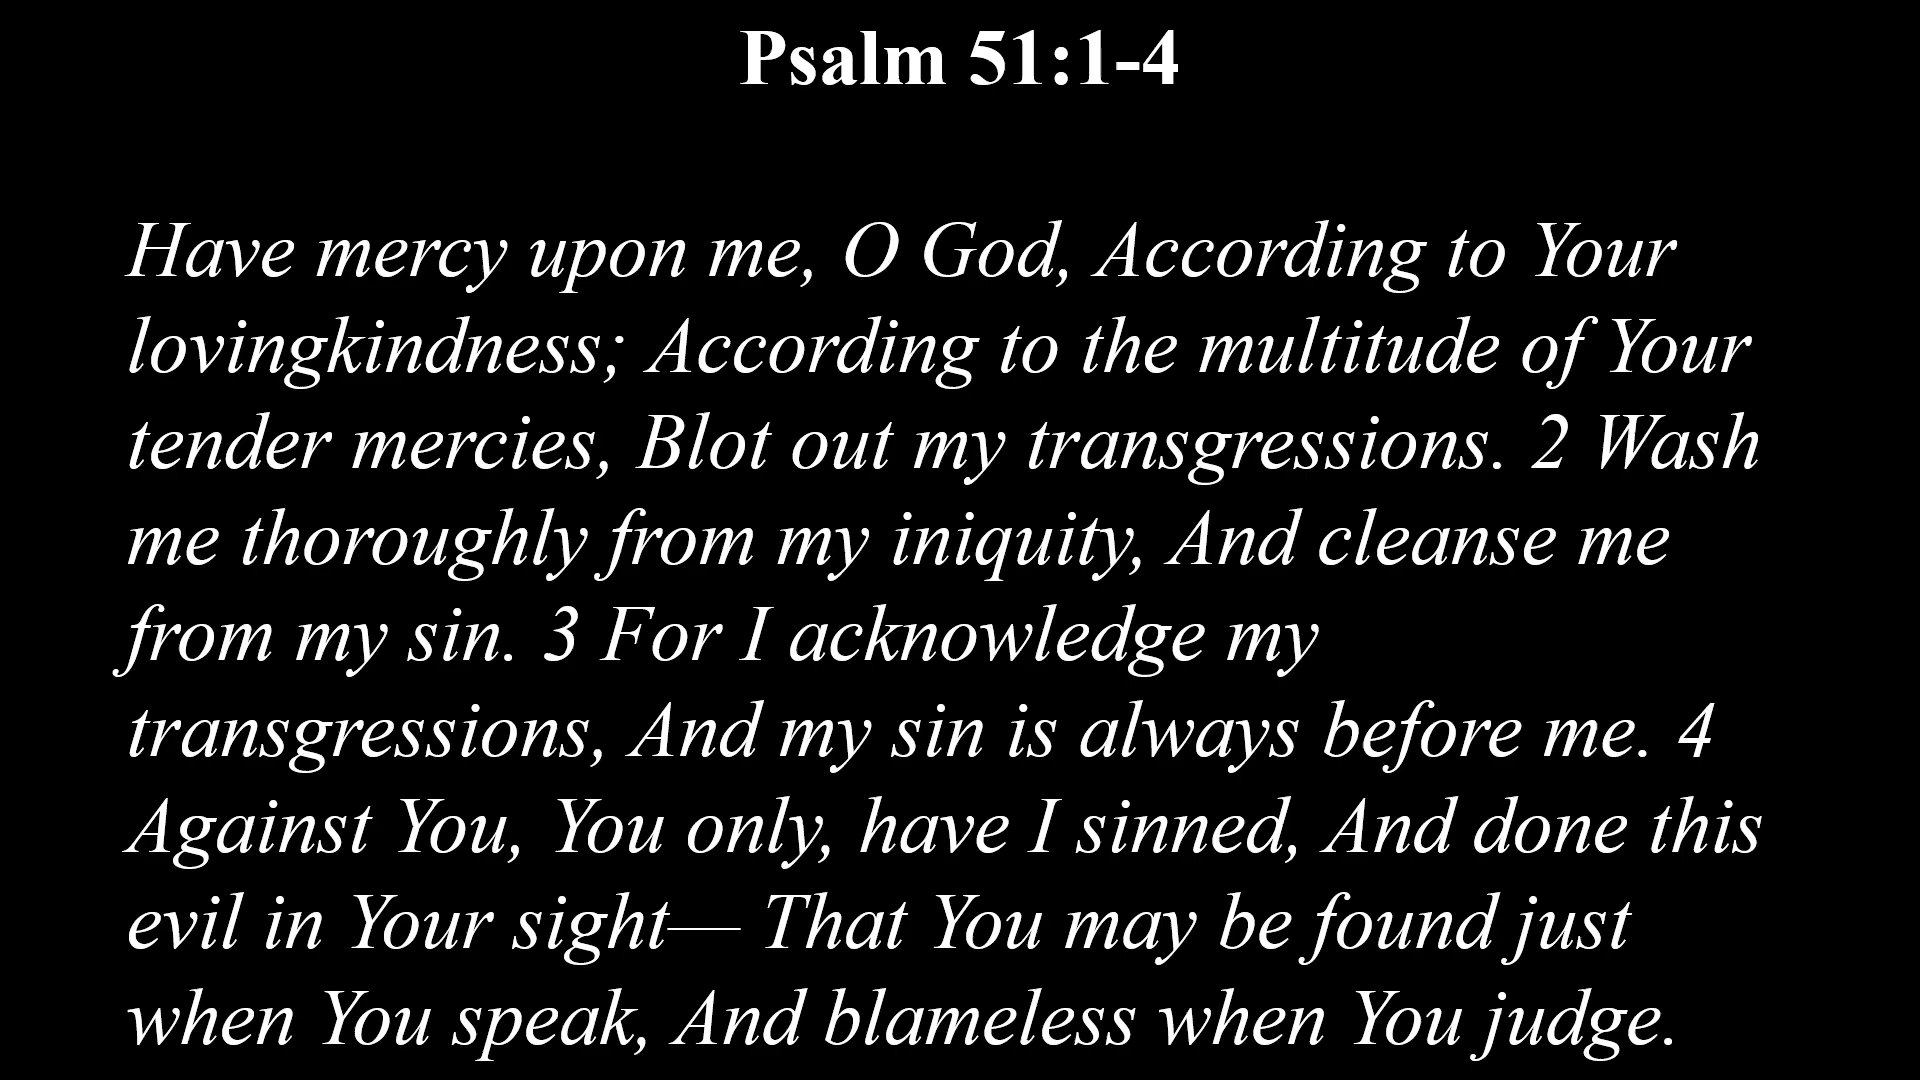 Psalm 51:1-4
Have mercy upon me, O God, According to Your
lovingkindness; According to the multitude of Your
tender mercies, Blot out my transgressions. 2 Wash
me thoroughly from my iniquity, And cleanse me
from my sin. 3 For I acknowledge my
transgressions, And my sin is always before me. 4
Against You, You only, have I sinned, And done this
evil in Your sight— That You may be found just
when You speak, And blameless when You judge.